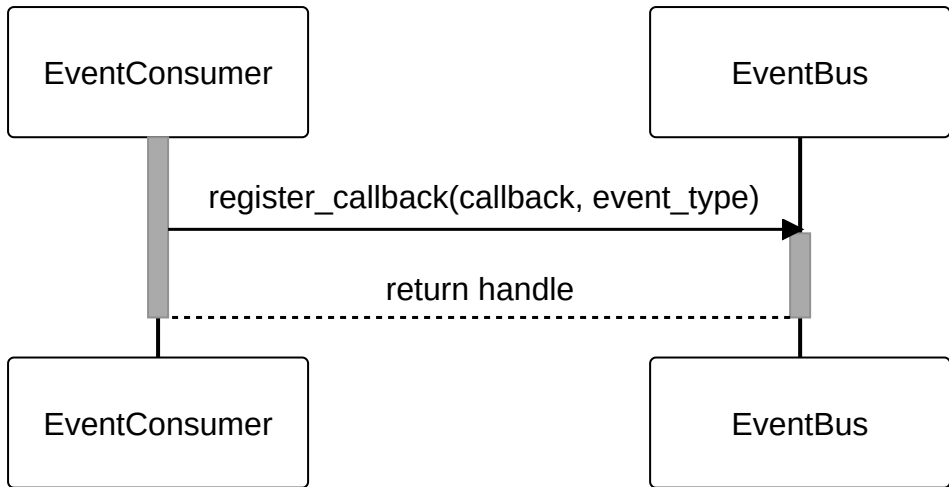 EventConsumer
EventBus
register_callback(callback, event_type)
return handle
EventConsumer
EventBus